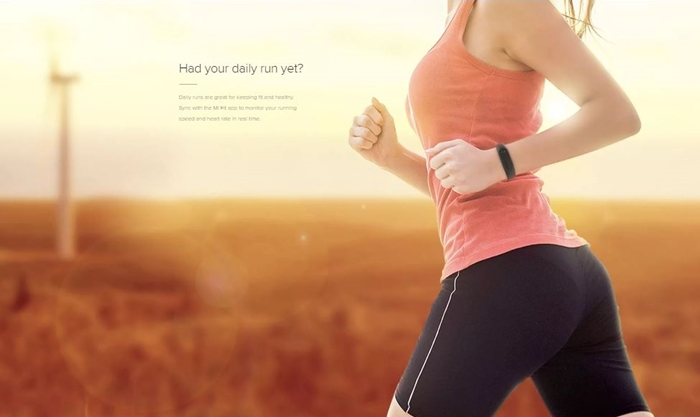 Had your daily run yet?
Daily runs are great for keeping fit and healthy.
Sync with the Mi Fit app to monitor your running
speed and heart rate in real time.